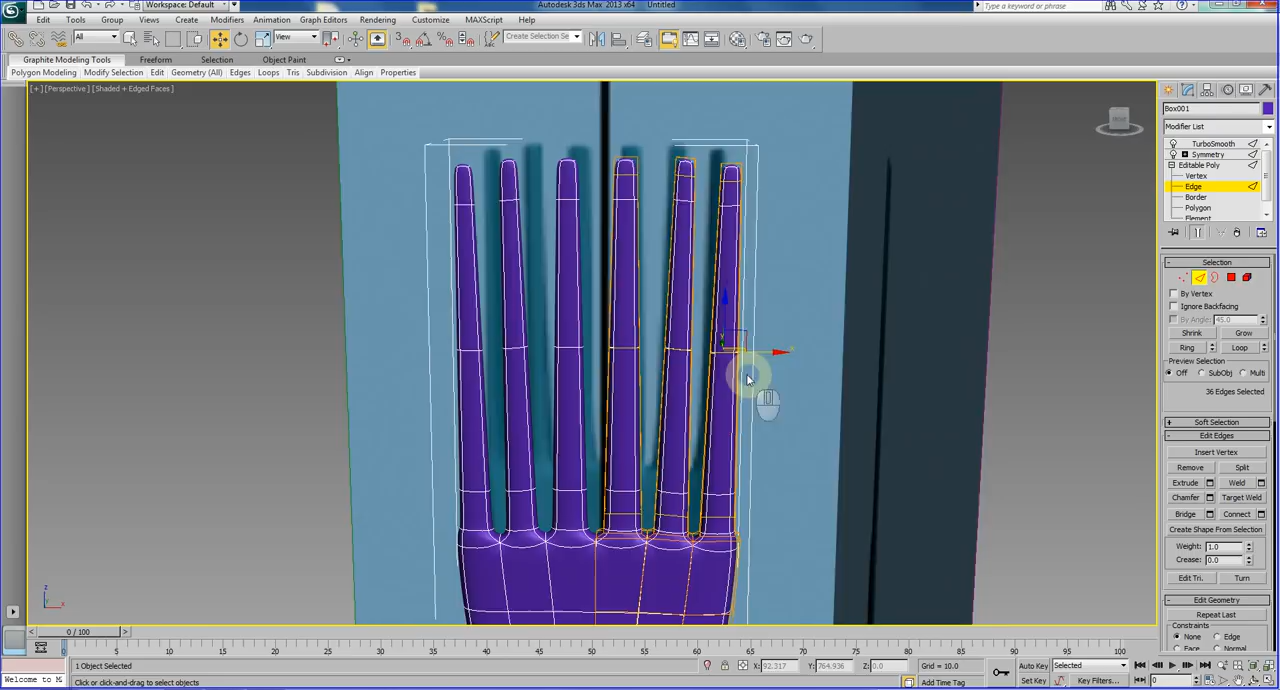 Workspace: Default
Autodesk 3ds Max 2013 x64 Untitled
Type a keyword or phrase
Edit Tools Group Views Create Modifiers Animation Graph Editors Rendering Customize MAXScript Help
All View Create Selection Se
Graphite Modeling Tools Freeform Selection Object Paint
Polygon Modeling Modify Selection Edit Geometry (All) Edges Loops Tris Subdivision Align Properties
[ + ] [ Perspective ] [ Shaded + Edged Faces ]
Box001
Modifier List
TurboSmooth
Symmetry
Editable Poly
Vertex
Edge
Border
Polygon
Element
Selection
By Vertex
Ignore Backfacing
By Angle: 45.0
Shrink Grow
Ring Loop
Preview Selection
Off SubObj Multi
36 Edges Selected
Soft Selection
Edit Edges
Insert Vertex
Remove Split
Extrude Weld
Chamfer Target Weld
Bridge Connect
Create Shape From Selection
Weight: 1.0
Crease: 0.0
Edit Tri. Turn
Edit Geometry
Repeat Last
Constraints
None Edge
Face Normal
z
x
0 / 100
0 5 10 15 20 25 30 35 40 45 50 55 60 65 70 75 80 85 90 95 100
1 Object Selected X: 92.317 Y: 764.936 Z: 0.0 Grid = 10.0 Auto Key Selected
Welcome to M Click or click-and-drag to select objects Add Time Tag Set Key Key Filters... 0